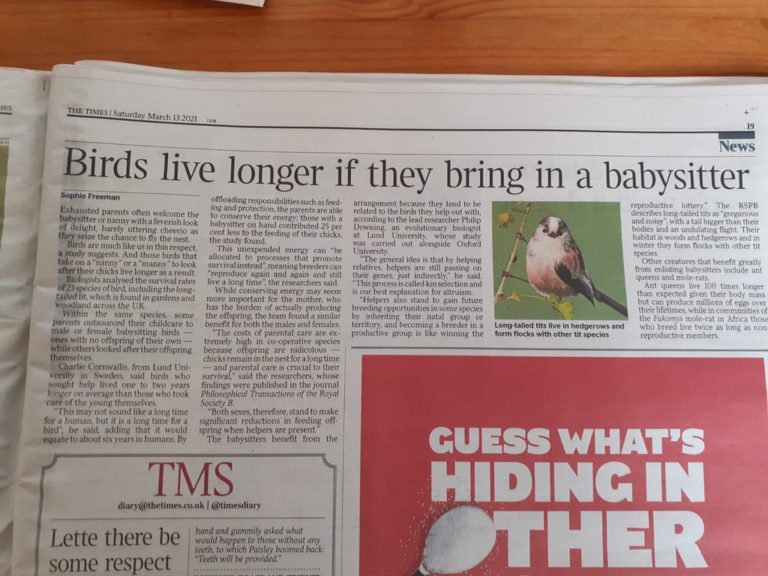 THE TIMES | Saturday March 13 2021
1GM
19
News
Birds live longer if they bring in a babysitter
Sophie Freeman
Exhausted parents often welcome the
babysitter or nanny with a feverish look
of delight, barely uttering cheerio as
they seize the chance to fly the nest.
Birds are much like us in this respect,
a study suggests. And those birds that
take on a "nanny" or a "manny" to look
after their chicks live longer as a result.
Biologists analysed the survival rates
of 23 species of bird, including the long-
tailed tit, which is found in gardens and
woodland across the UK.
Within the same species, some
parents outsourced their childcare to
male or female babysitting birds —
ones with no offspring of their own —
while others looked after their offspring
themselves.
Charlie Cornwallis, from Lund Uni-
versity in Sweden, said birds who
sought help lived one to two years
longer on average than those who took
care of the young themselves.
"This may not sound like a long time
for a human, but it is a long time for a
bird", he said, adding that it would
equate to about six years in humans. By
offloading responsibilities such as feed-
ing and protection, the parents are able
to conserve their energy; those with a
babysitter on hand contributed 25 per
cent less to the feeding of their chicks,
the study found.
This unexpended energy can "be
allocated to processes that promote
survival instead", meaning breeders can
"reproduce again and again and still
live a long time", the researchers said.
While conserving energy may seem
more important for the mother, who
has the burden of actually producing
the offspring, the team found a similar
benefit for both the males and females.
"The costs of parental care are ex-
tremely high in co-operative species
because offspring are nidicolous —
chicks remain in the nest for a long time
— and parental care is crucial to their
survival," said the researchers, whose
findings were published in the journal
Philosophical Transactions of the Royal
Society B.
"Both sexes, therefore, stand to make
significant reductions in feeding off-
spring when helpers are present."
The babysitters benefit from the
arrangement because they tend to be
related to the birds they help out with,
according to the lead researcher Philip
Downing, an evolutionary biologist
at Lund University, whose study
was carried out alongside Oxford
University.
"The general idea is that by helping
relatives, helpers are still passing on
their genes, just indirectly," he said.
"This process is called kin selection and
is our best explanation for altruism.
"Helpers also stand to gain future
breeding opportunities in some species
by inheriting their natal group or
territory, and becoming a breeder in a
productive group is like winning the
Long-tailed tits live in hedgerows and
form flocks with other tit species
reproductive lottery." The RSPB
describes long-tailed tits as "gregarious
and noisy", with a tail bigger than their
bodies and an undulating flight. Their
habitat is woods and hedgerows and in
winter they form flocks with other tit
species.
Other creatures that benefit greatly
from enlisting babysitters include ant
queens and mole-rats.
Ant queens live 100 times longer
than expected given their body mass
but can produce millions of eggs over
their lifetimes, while in communities of
the Fukomys mole-rat in Africa those
who breed live twice as long as non-
reproductive members.
TMS
diary@thetimes.co.uk | @timesdiary
Lette there be
some respect
hand and gummily asked what
would happen to those without any
teeth, to which Paisley boomed back:
"Teeth will be provided."
GUESS WHAT'S
HIDING IN
OTHER